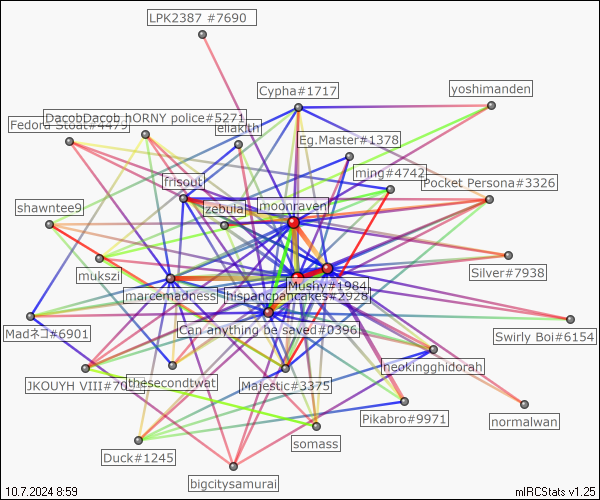 LPK2387 #7690
yoshimanden
Cypha#1717
DacobDacob hORNY police#5271
Fedora Stoat#4479
ellakith
Eg.Master#1378
ming#4742
frisout
Pocket Persona#3326
shawntee9
zebula
moonraven
mukszi
Silver#7938
Mushy#1984
marcemadness
hispancpancakes#2928
Madネコ#6901
Can anything be saved#0396
Swirly Boi#6154
neokingghidorah
JKOUYH VIII#70
thesecondtwat
Majestic#3375
Pikabro#9971
normalwan
somass
Duck#1245
bigcitysamurai
10.7.2024 8:59
mIRCStats v1.25